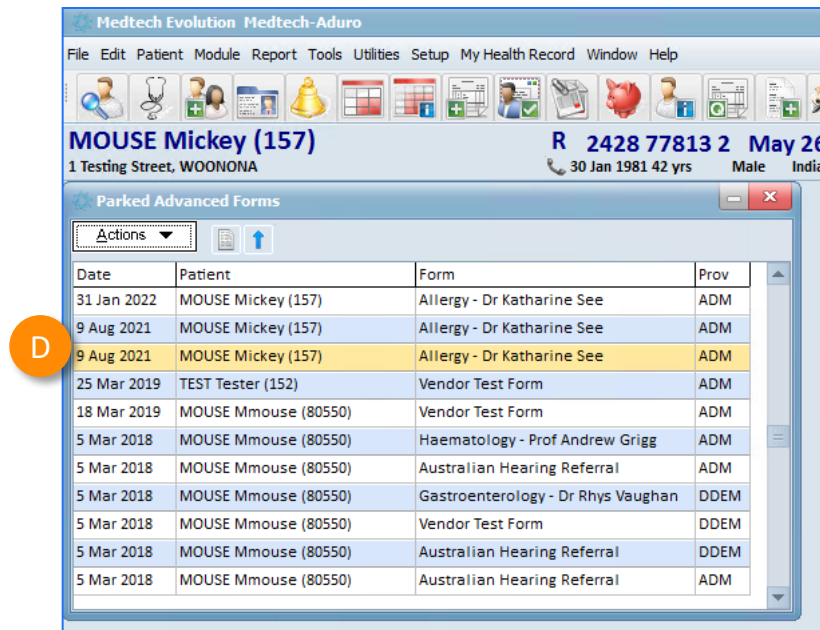 Medtech Evolution Medtech-Aduro
File Edit Patient Module Report Tools Utilities Setup My Health Record Window Help
MOUSE Mickey (157) R 2428 77813 2 May 26
1 Testing Street, WOONONA 30 Jan 1981 42 yrs Male India
Parked Advanced Forms
Actions
Date Patient Form Prov
31 Jan 2022 MOUSE Mickey (157) Allergy - Dr Katharine See ADM
9 Aug 2021 MOUSE Mickey (157) Allergy - Dr Katharine See ADM
D 9 Aug 2021 MOUSE Mickey (157) Allergy - Dr Katharine See ADM
25 Mar 2019 TEST Tester (152) Vendor Test Form ADM
18 Mar 2019 MOUSE Mmouse (80550) Vendor Test Form ADM
5 Mar 2018 MOUSE Mmouse (80550) Haematology - Prof Andrew Grigg ADM
5 Mar 2018 MOUSE Mmouse (80550) Australian Hearing Referral ADM
5 Mar 2018 MOUSE Mmouse (80550) Gastroenterology - Dr Rhys Vaughan DDEM
5 Mar 2018 MOUSE Mmouse (80550) Vendor Test Form DDEM
5 Mar 2018 MOUSE Mmouse (80550) Australian Hearing Referral DDEM
5 Mar 2018 MOUSE Mmouse (80550) Australian Hearing Referral ADM